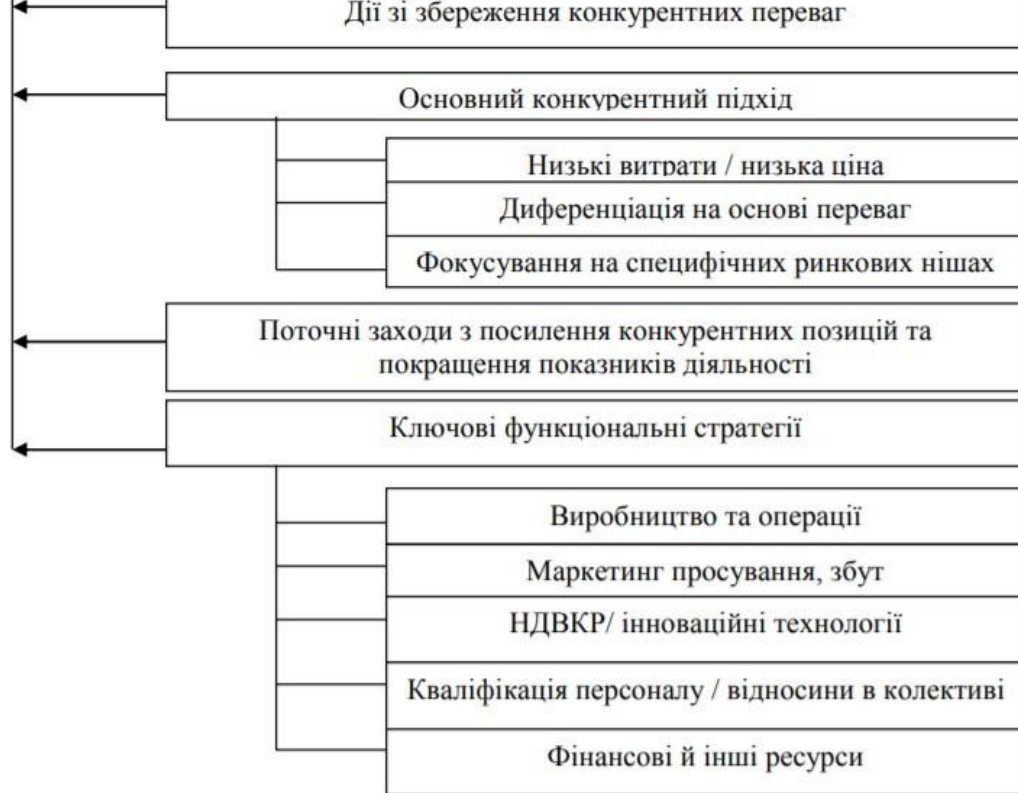 Дії зі збереження конкурентних переваг
Основний конкурентний підхід
Низькі витрати / низька ціна
Диференціація на основі переваг
Фокусування на специфічних ринкових нішах
Поточні заходи з посилення конкурентних позицій та
покращення показників діяльності
Ключові функціональні стратегії
Виробництво та операції
Маркетинг просування, збут
НДВКР/ інноваційні технології
Кваліфікація персоналу / відносини в колективі
Фінансові й інші ресурси